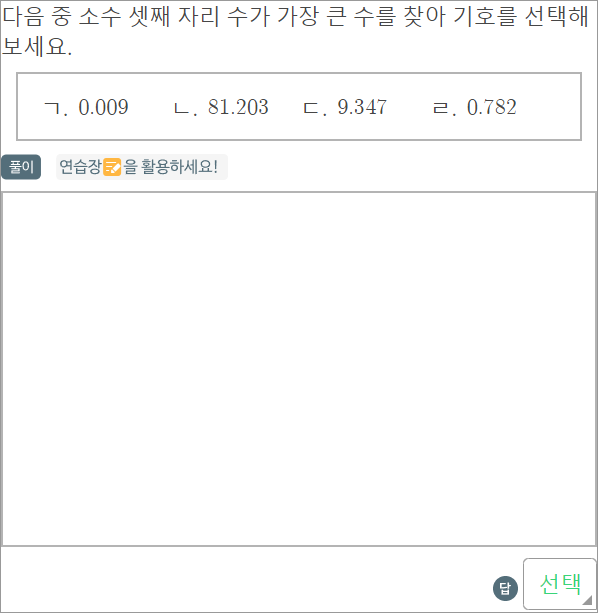 다음 중 소수 셋째 자리 수가 가장 큰 수를 찾아 기호를 선택해
보세요.
ㄱ. 0.009 ㄴ. 81.203 ㄷ. 9.347 ㄹ. 0.782
풀이 연습장을 활용하세요!
답 선택